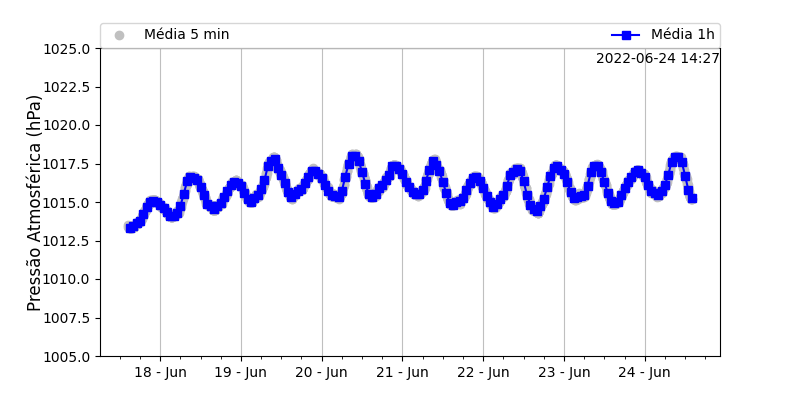 Média 5 min
Média 1h
2022-06-24 14:27
Pressão Atmosférica (hPa)
1025.0
1022.5
1020.0
1017.5
1015.0
1012.5
1010.0
1007.5
1005.0
18 - Jun
19 - Jun
20 - Jun
21 - Jun
22 - Jun
23 - Jun
24 - Jun